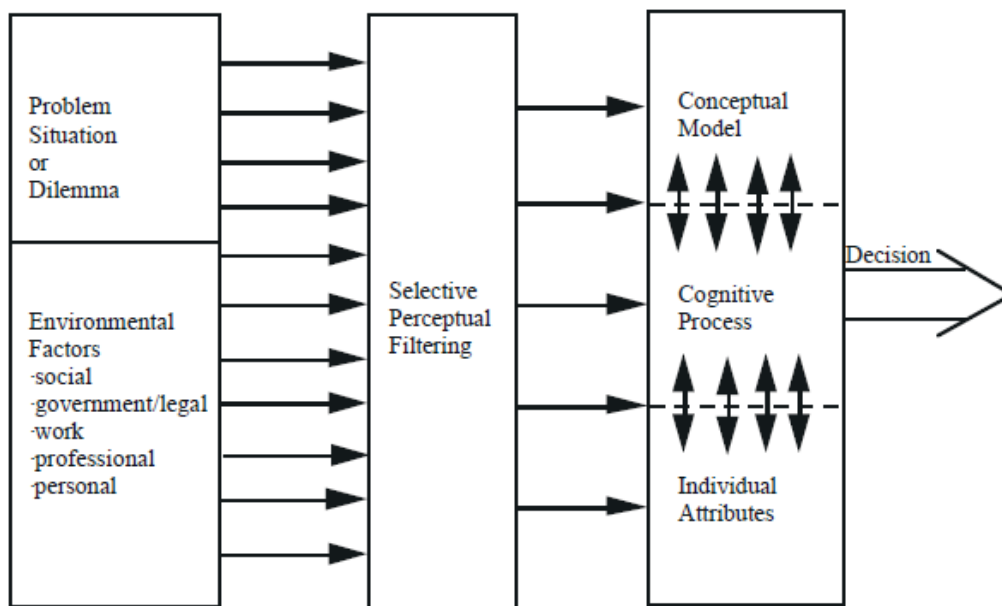 Problem
Situation
or
Dilemma
Environmental
Factors
-social
-government/legal
-work
-professional
-personal
Selective
Perceptual
Filtering
Conceptual
Model
Cognitive
Process
Individual
Attributes
Decision